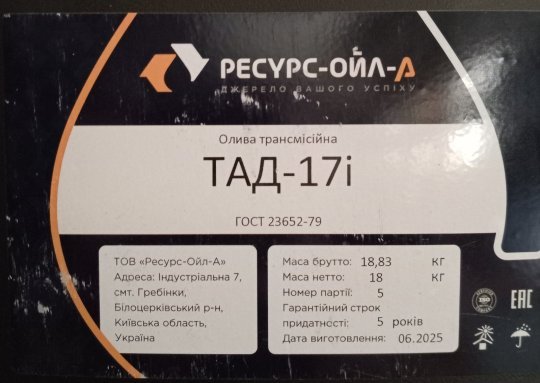 РЕСУРС-ОЙЛ-А
ДЖЕРЕЛО ВАШОГО УСПІХУ
Олива трансмісійна
ТАД-17і
ГОСТ 23652-79
ТОВ «Ресурс-Ойл-А»
Адреса: Індустріальна 7,
смт. Гребінки,
Білоцерківський р-н,
Київська область,
Україна
Маса брутто: 18,83 КГ
Маса нетто: 18 КГ
Номер партії: 5
Гарантійний строк
придатності: 5 років
Дата виготовлення: 06.2025
ISO
EAC